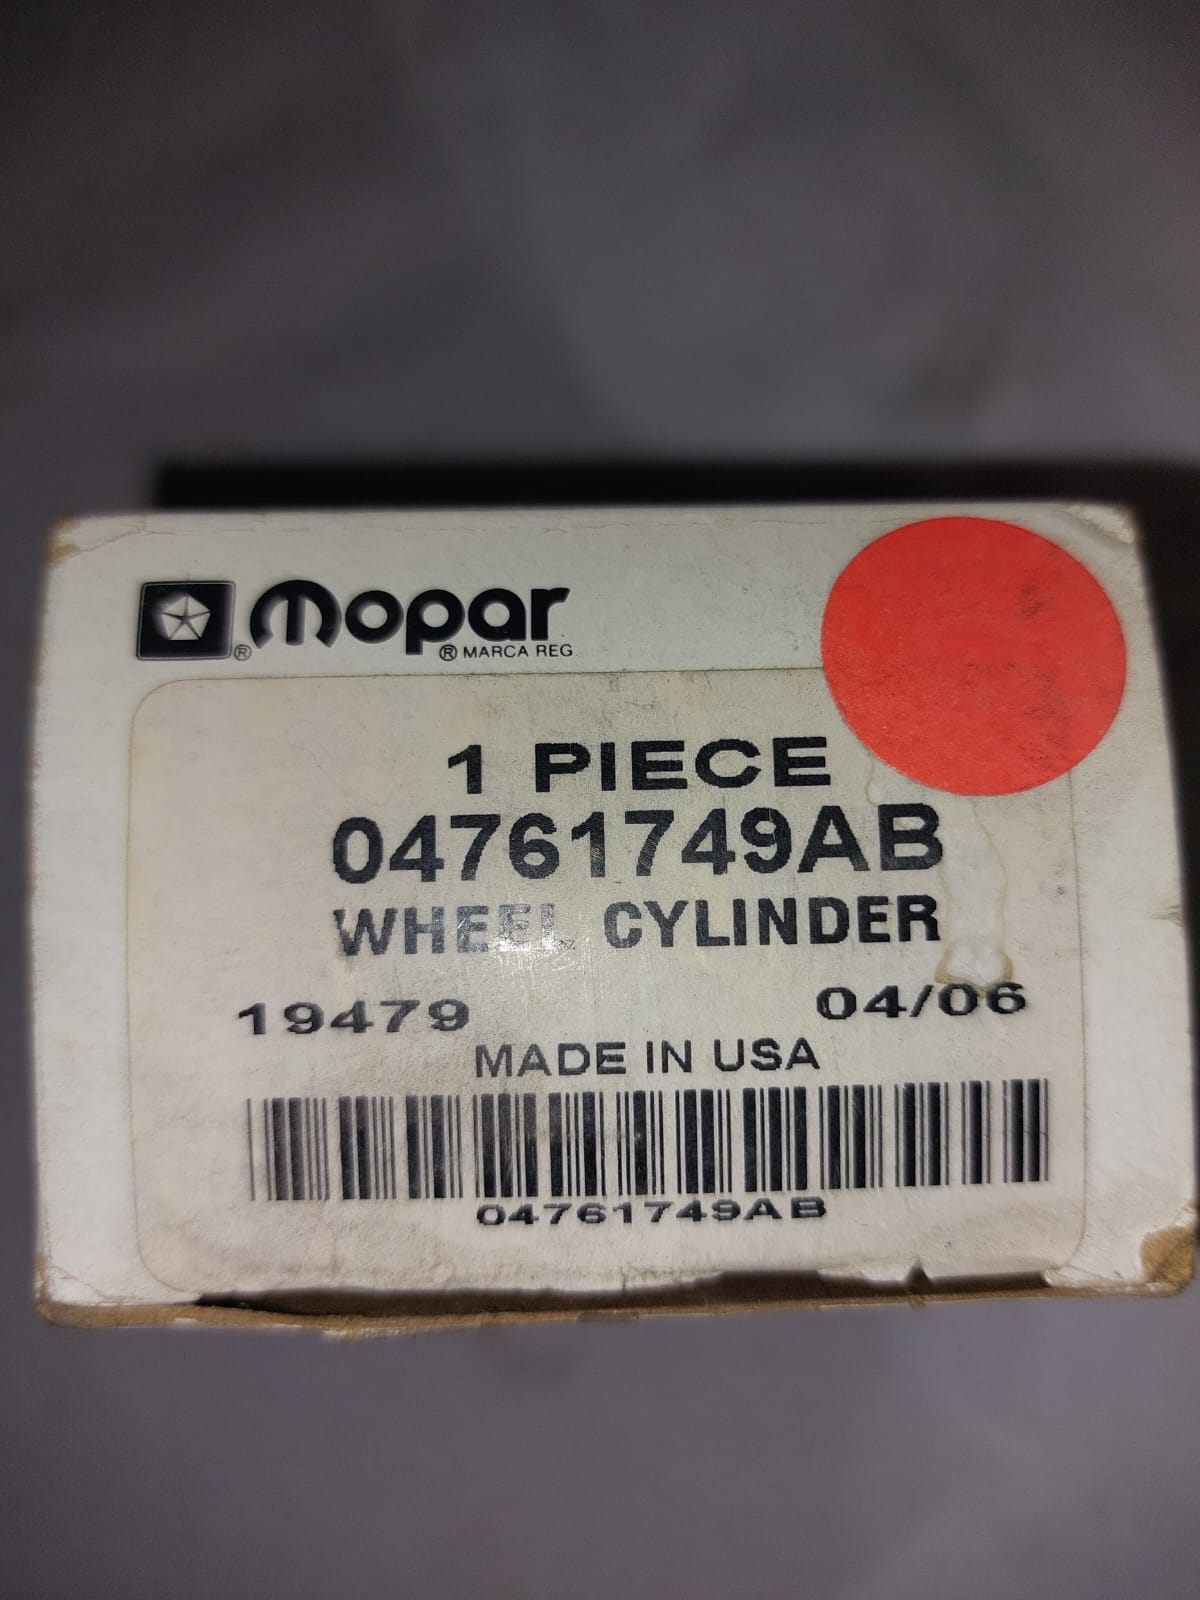 ® mopar
® MARCA REG
1 PIECE
04761749AB
WHEEL CYLINDER
19479 04/06
MADE IN USA
04761749AB